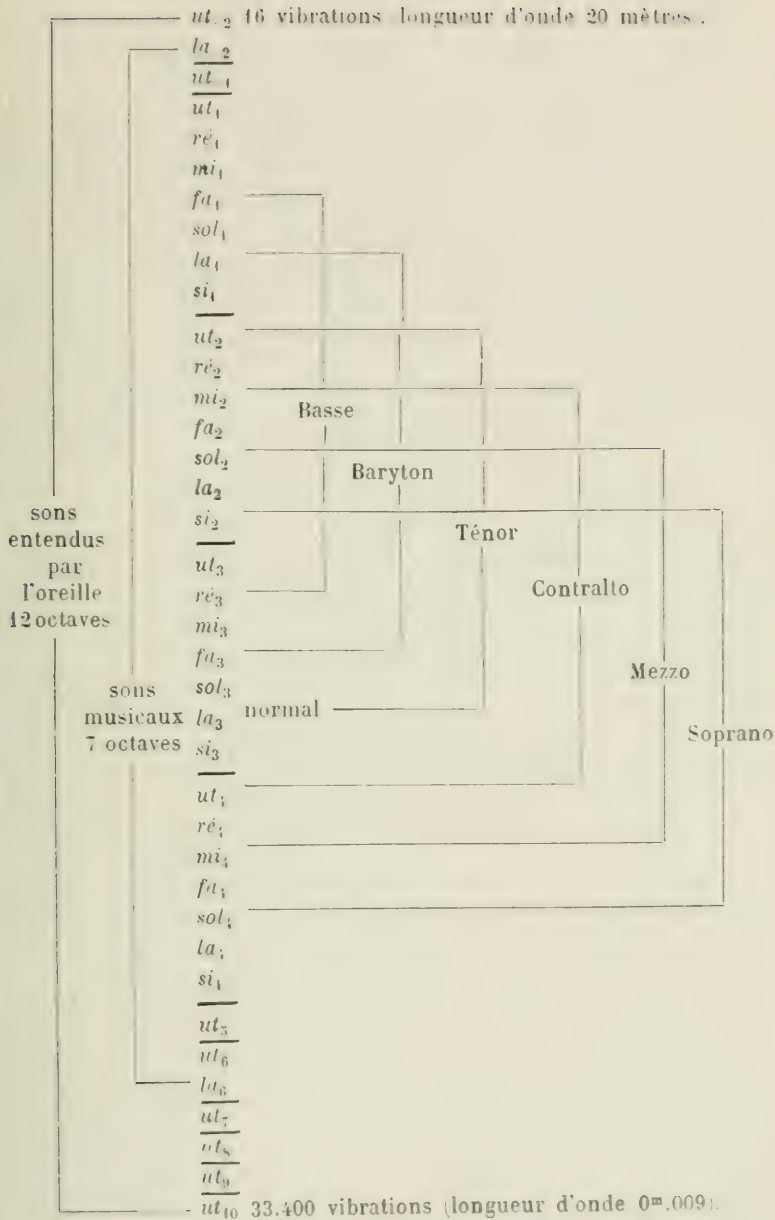 ut₋₂ 16 vibrations longueur d'onde 20 mètres.
la₋₂
ut₋₁
ut₁
ré₁
mi₁
fa₁
sol₁
la₁
si₁
ut₂
ré₂
mi₂
Basse
fa₂
sol₂
Baryton
la₂
si₂
sons
entendus
par
l'oreille
12 octaves
Ténor
ut₃
ré₃
Contralto
mi₃
fa₃
Mezzo
sol₃
sons
musicaux
7 octaves
la₃ normal
Soprano
si₃
ut₄
ré₄
mi₄
fa₄
sol₄
la₄
si₄
ut₅
ut₆
la₆
ut₇
ut₈
ut₉
ut₁₀ 33.400 vibrations (longueur d'onde 0ᵐ.009).